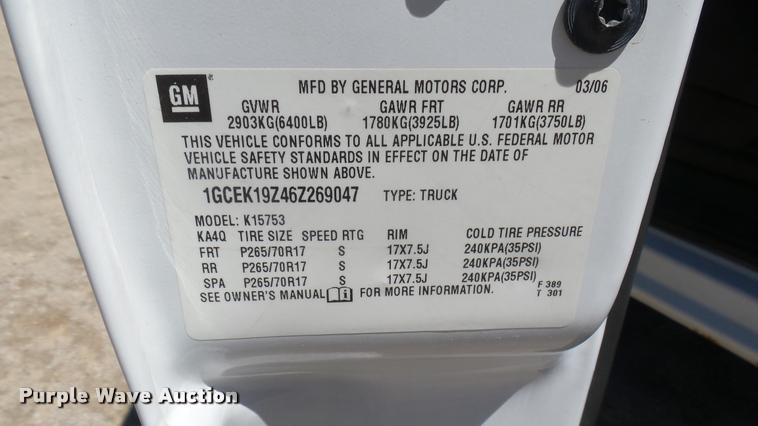 GM MFD BY GENERAL MOTORS CORP. 03/06
GVWR GAWR FRT GAWR RR
2903KG(6400LB) 1780KG(3925LB) 1701KG(3750LB)
THIS VEHICLE CONFORMS TO ALL APPLICABLE U.S. FEDERAL MOTOR
VEHICLE SAFETY STANDARDS IN EFFECT ON THE DATE OF
MANUFACTURE SHOWN ABOVE.
1GCEK19Z46Z269047 TYPE: TRUCK
MODEL: K15753
KA4Q TIRE SIZE SPEED RTG RIM COLD TIRE PRESSURE
FRT P265/70R17 S 17X7.5J 240KPA(35PSI)
RR P265/70R17 S 17X7.5J 240KPA(35PSI)
SPA P265/70R17 S 17X7.5J 240KPA(35PSI)
SEE OWNER'S MANUAL FOR MORE INFORMATION.
F 389
T 301
Purple Wave Auction